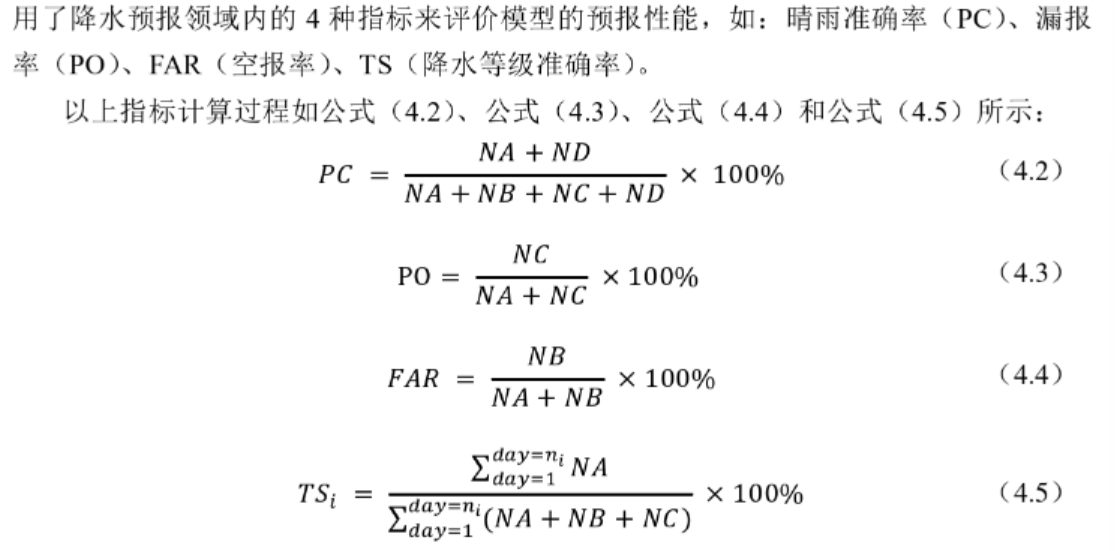 用了降水预报领域内的 4 种指标来评价模型的预报性能，如：晴雨准确率（PC）、漏报
率（PO）、FAR（空报率）、TS（降水等级准确率）。
以上指标计算过程如公式（4.2）、公式（4.3）、公式（4.4）和公式（4.5）所示：
PC = \frac{NA + ND}{NA + NB + NC + ND} × 100% （4.2）
PO = \frac{NC}{NA + NC} × 100% （4.3）
FAR = \frac{NB}{NA + NB} × 100% （4.4）
TS_i = \frac{\sum_{day=1}^{day=n_i} NA}{\sum_{day=1}^{day=n_i}(NA + NB + NC)} × 100% （4.5）